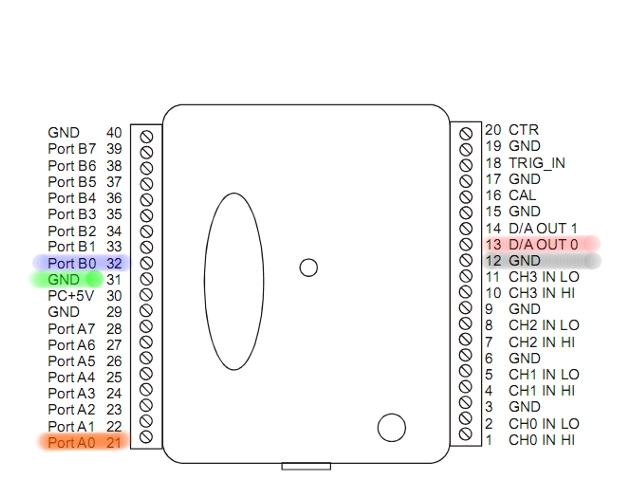 GND 40
Port B7 39
Port B6 38
Port B5 37
Port B4 36
Port B3 35
Port B2 34
Port B1 33
Port B0 32
GND 31
PC+5V 30
GND 29
Port A7 28
Port A6 27
Port A5 26
Port A4 25
Port A3 24
Port A2 23
Port A1 22
Port A0 21
20 CTR
19 GND
18 TRIG_IN
17 GND
16 CAL
15 GND
14 D/A OUT 1
13 D/A OUT 0
12 GND
11 CH3 IN LO
10 CH3 IN HI
9 GND
8 CH2 IN LO
7 CH2 IN HI
6 GND
5 CH1 IN LO
4 CH1 IN HI
3 GND
2 CH0 IN LO
1 CH0 IN HI